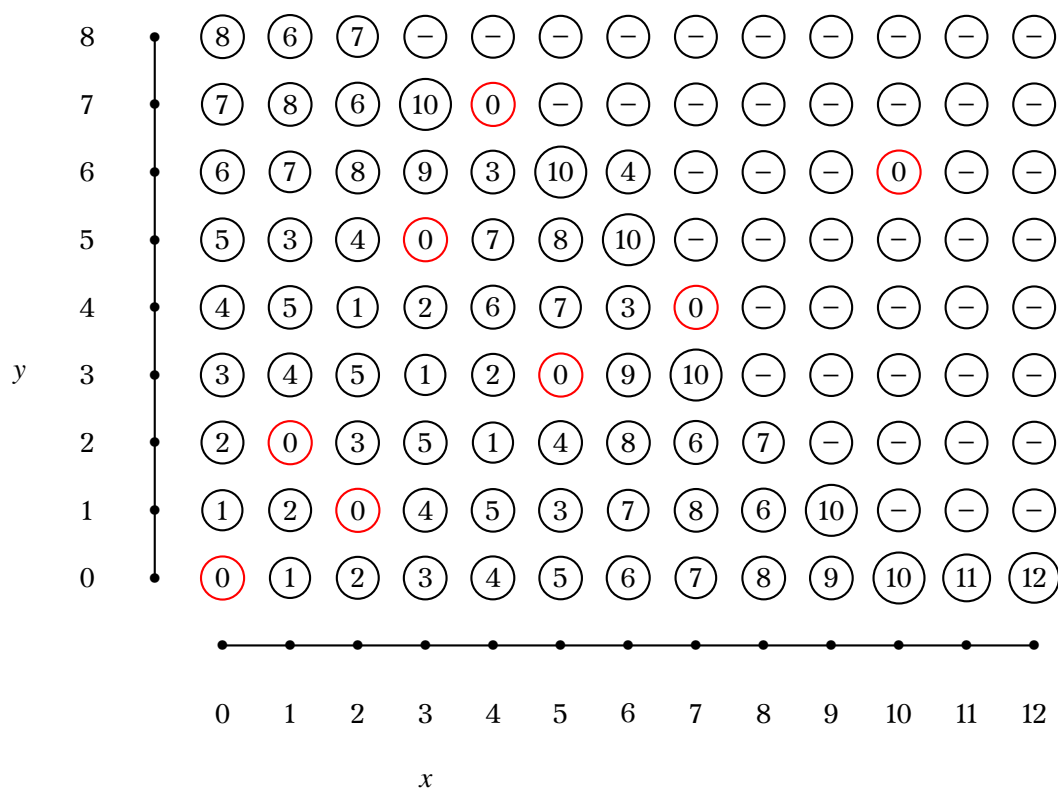 8 8 6 7 – – – – – – – – – –
7 7 8 6 10 0 – – – – – – – –
6 6 7 8 9 3 10 4 – – – 0 – –
5 5 3 4 0 7 8 10 – – – – – –
4 4 5 1 2 6 7 3 0 – – – – –
y 3 3 4 5 1 2 0 9 10 – – – – –
2 2 0 3 5 1 4 8 6 7 – – – –
1 1 2 0 4 5 3 7 8 6 10 – – –
0 0 1 2 3 4 5 6 7 8 9 10 11 12
0 1 2 3 4 5 6 7 8 9 10 11 12
x